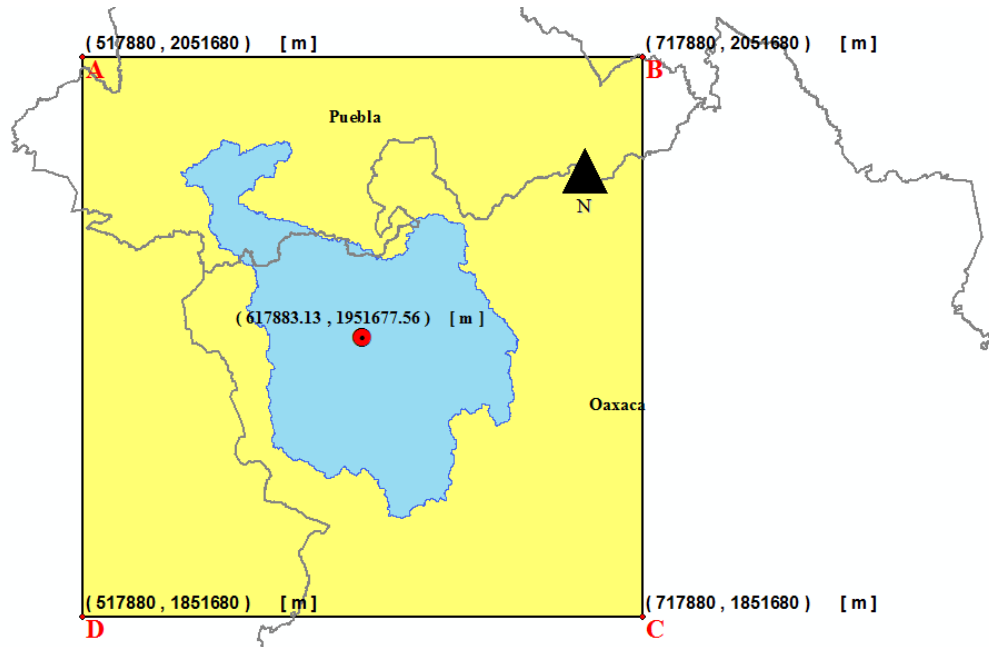 ( 517880 , 2051680 ) [ m ]
( 717880 , 2051680 ) [ m ]
A
B
Puebla
N
( 617883.13 , 1951677.56 ) [ m ]
Oaxaca
( 517880 , 1851680 ) [ m ]
( 717880 , 1851680 ) [ m ]
D
C